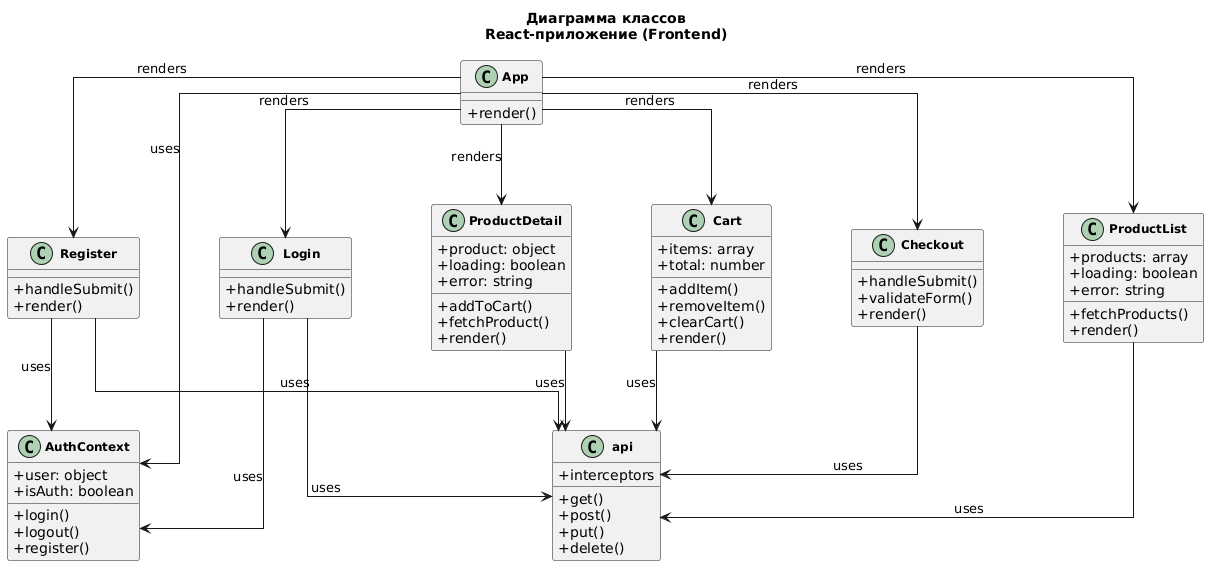 Диаграмма классов
React-приложение (Frontend)
C App
+render()
renders
renders
renders
renders
renders
renders
uses
C Register
+handleSubmit()
+render()
C Login
+handleSubmit()
+render()
C ProductDetail
+product: object
+loading: boolean
+error: string
+addToCart()
+fetchProduct()
+render()
C Cart
+items: array
+total: number
+addItem()
+removeItem()
+clearCart()
+render()
C Checkout
+handleSubmit()
+validateForm()
+render()
C ProductList
+products: array
+loading: boolean
+error: string
+fetchProducts()
+render()
uses
uses
uses
uses
uses
uses
uses
uses
C AuthContext
+user: object
+isAuth: boolean
+login()
+logout()
+register()
C api
+interceptors
+get()
+post()
+put()
+delete()